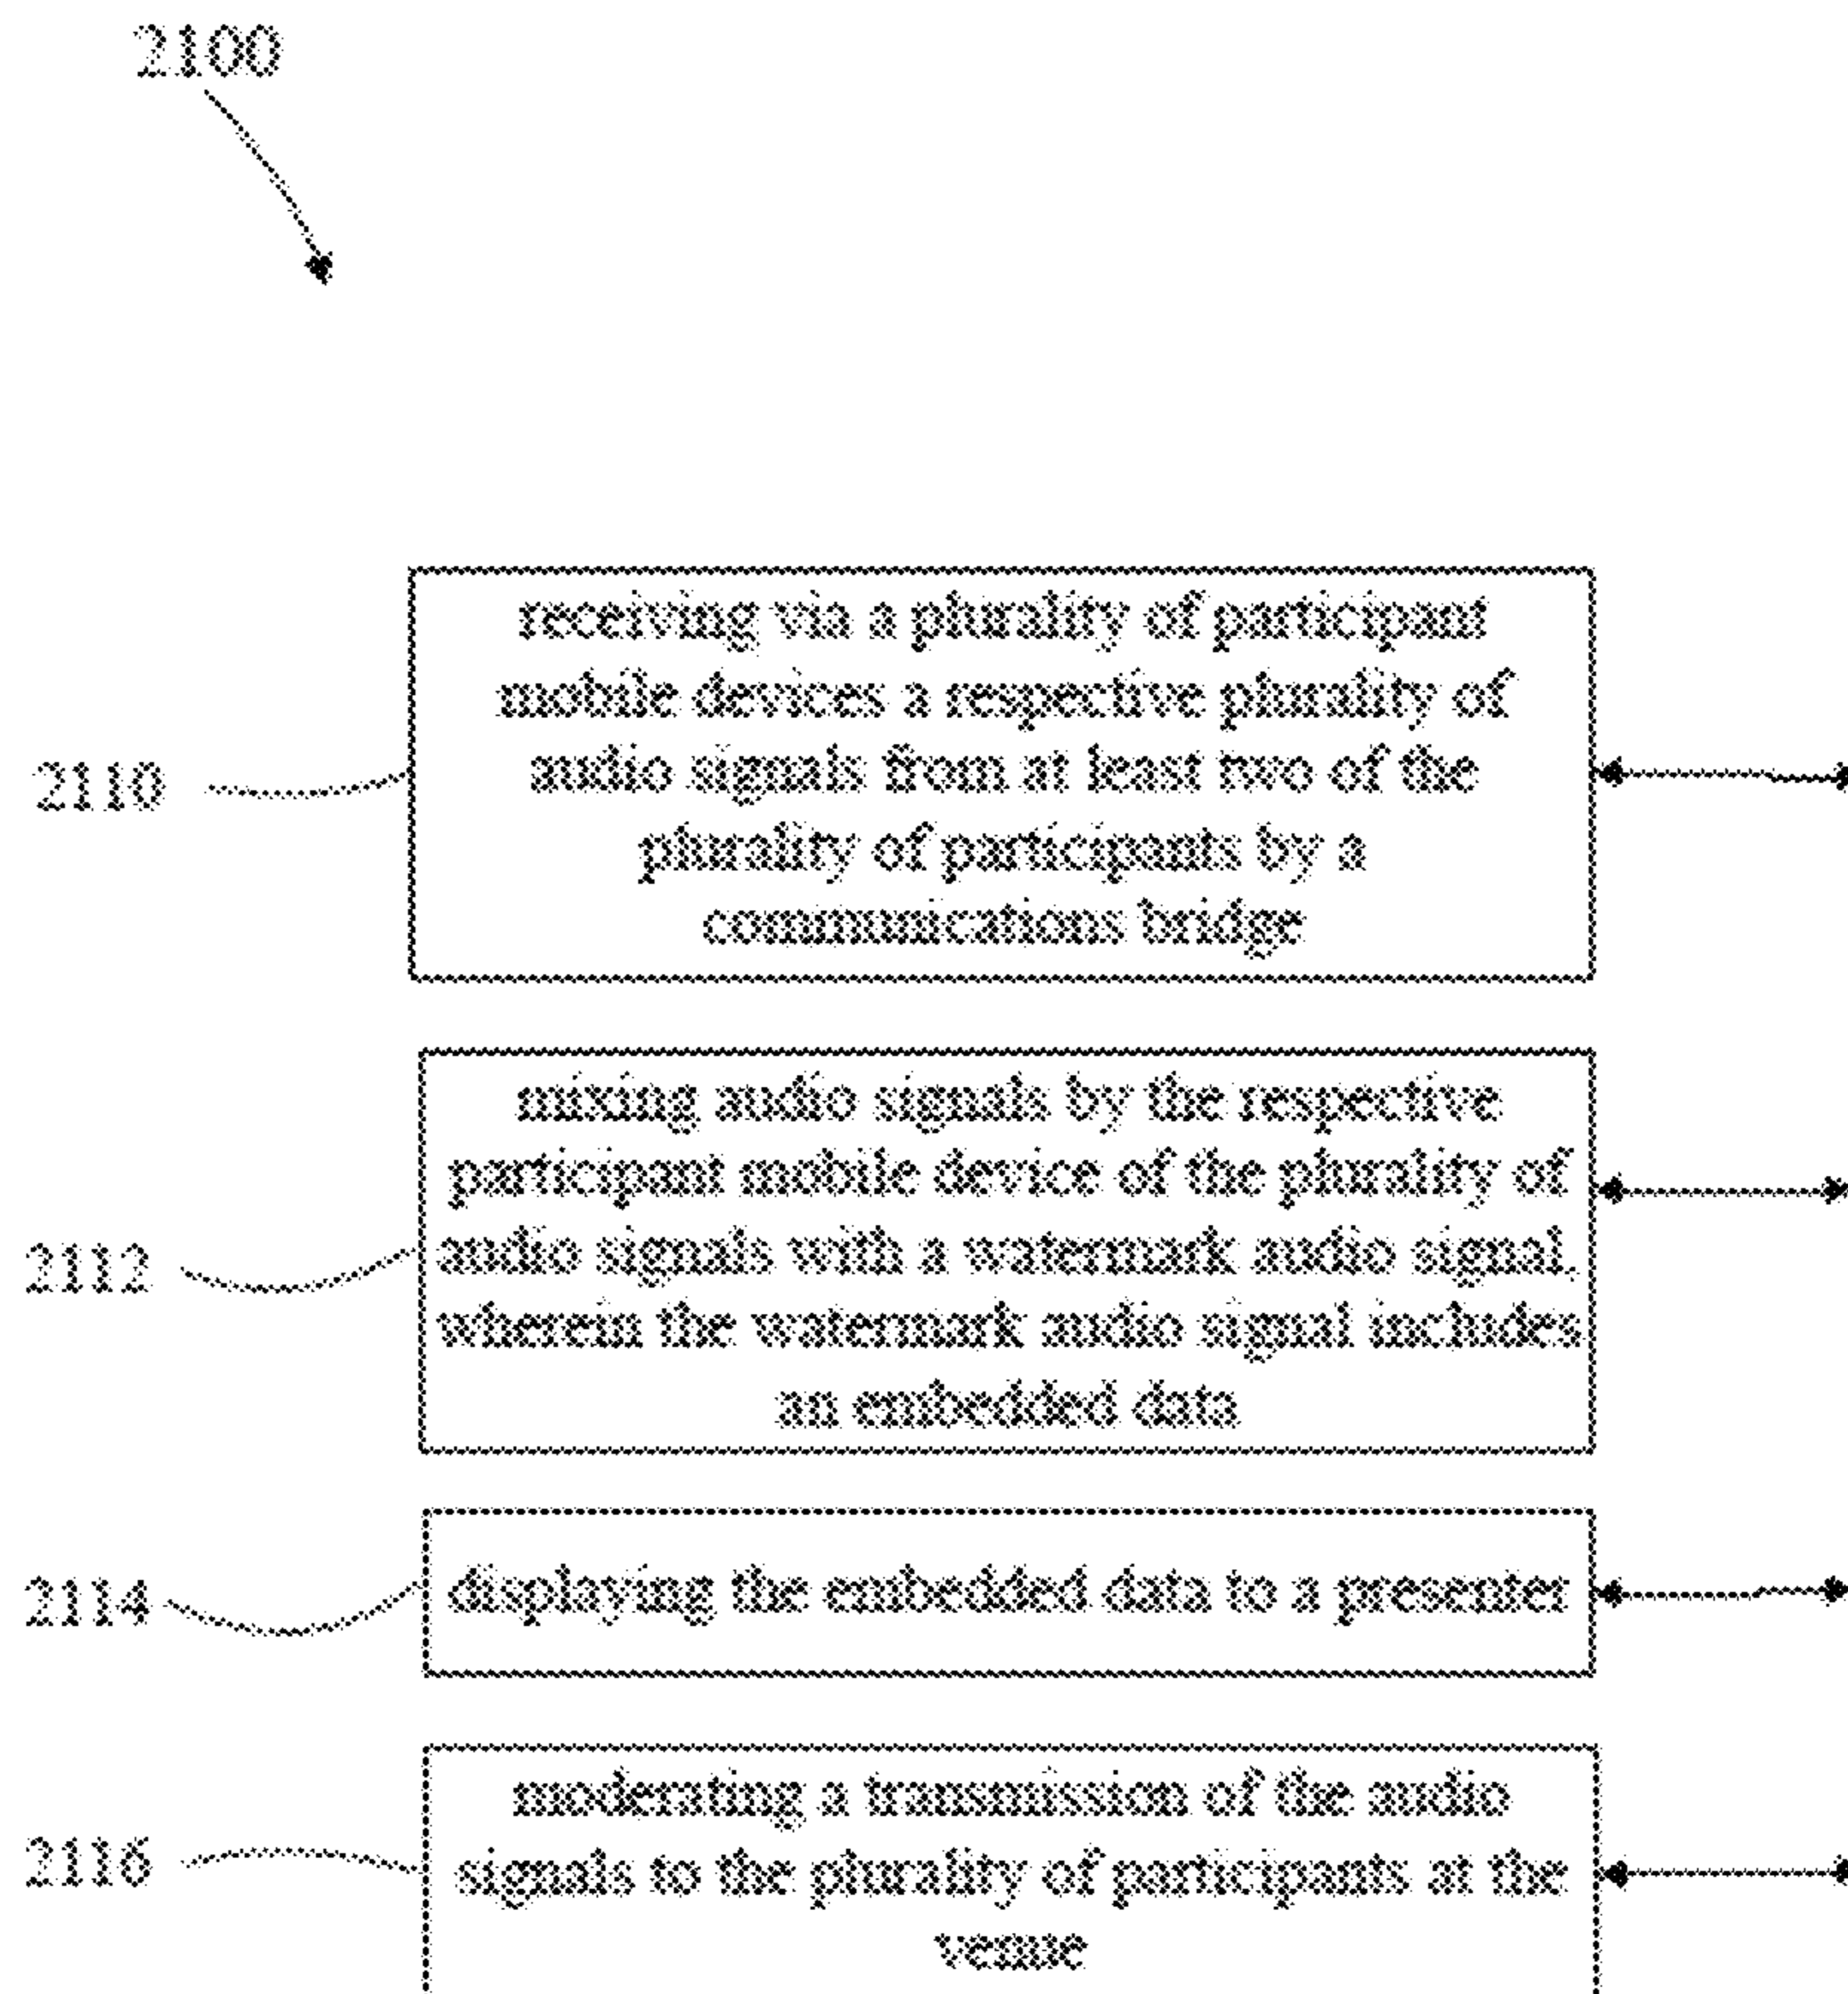 2100
receiving via a plurality of participant
mobile devices a respective plurality of
audio signals from at least two of the
plurality of participants by a
communications bridge
2110
mixing audio signals by the respective
participant mobile device of the plurality of
audio signals with a watermark audio signal,
wherein the watermark audio signal includes
an embedded data
2112
displaying the embedded data to a presenter
2114
moderating a transmission of the audio
signals to the plurality of participants at the
venue
2116